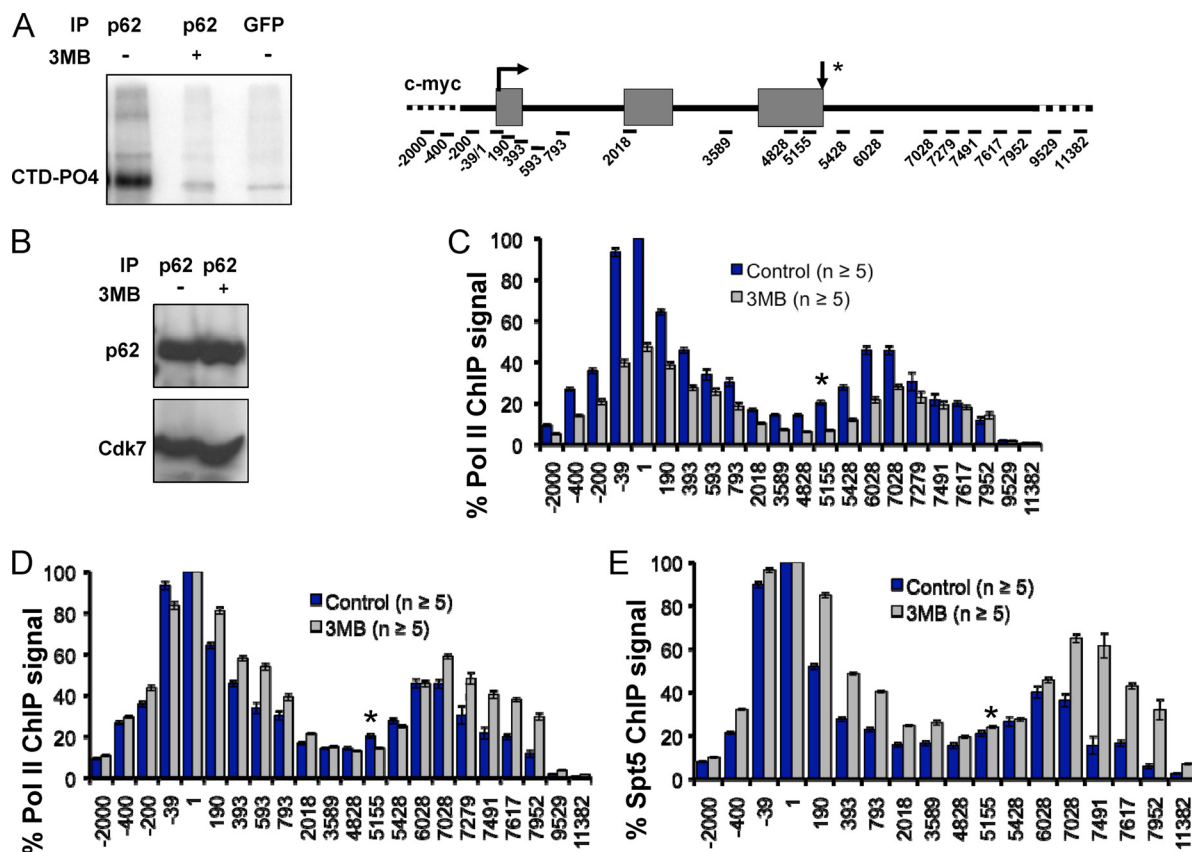 A
IP p62 p62 GFP
3MB - + -
CTD-PO4
c-myc
*
-2000 -400 -200 -39/1 190 393 593 793 2018 3589 4828 5155 5428 6028 7028 7279 7491 7617 7952 9529 11382
B
IP p62 p62
3MB - +
p62
Cdk7
C
% Pol II ChIP signal
100
80
60
40
20
0
Control (n ≥ 5)
3MB (n ≥ 5)
*
-2000 -400 -200 -39 1 190 393 593 793 2018 3589 4828 5155 5428 6028 7028 7279 7491 7617 7952 9529 11382
D
% Pol II ChIP signal
100
80
60
40
20
0
Control (n ≥ 5)
3MB (n ≥ 5)
*
-2000 -400 -200 -39 1 190 393 593 793 2018 3589 4828 5155 5428 6028 7028 7279 7491 7617 7952 9529 11382
E
% Spt5 ChIP signal
100
80
60
40
20
0
Control (n ≥ 5)
3MB (n ≥ 5)
*
-2000 -400 -39 1 190 393 793 2018 3589 4828 5155 5428 6028 7028 7491 7617 7952 11382